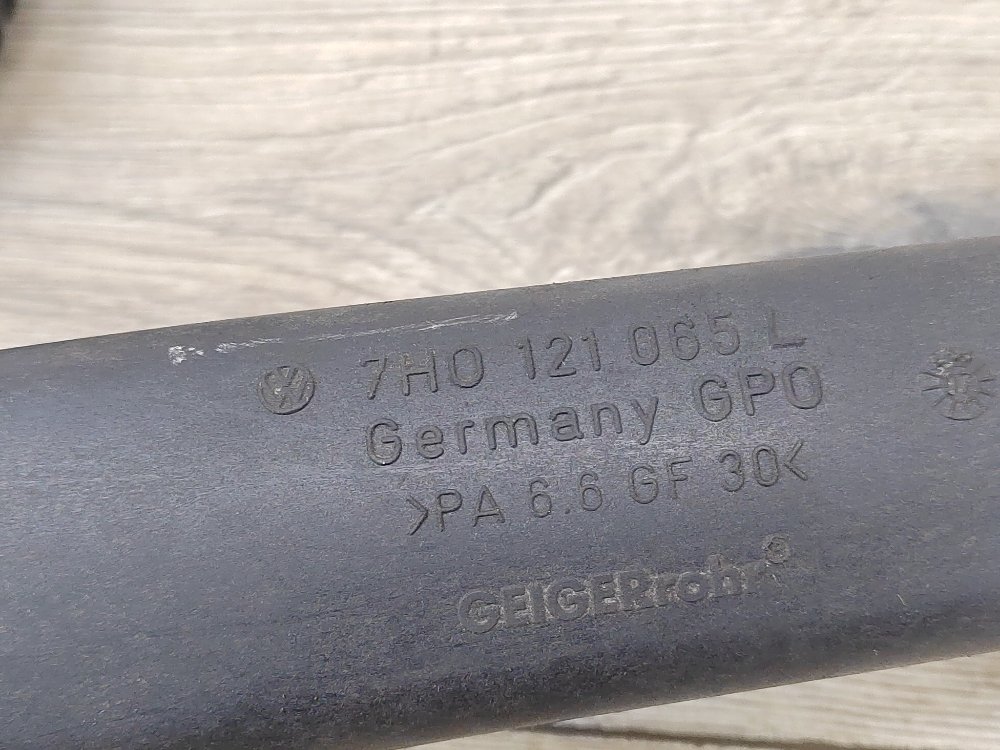 7H0 121 065 L
Germany GPO
>PA 6.6 GF 30<
GEIGERrohr®